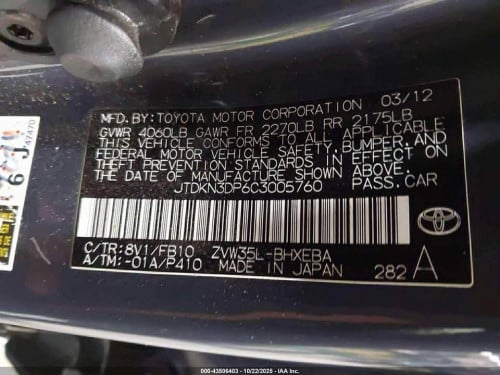 MFD. BY: TOYOTA MOTOR CORPORATION 03/12
GVWR 4060LB GAWR FR 2270LB RR 2175LB
THIS VEHICLE CONFORMS TO ALL APPLICABLE
FEDERAL MOTOR VEHICLE SAFETY,
BUMPER, AND THEFT PREVENTION STANDARDS IN EFFECT ON
THE DATE OF MANUFACTURE SHOWN ABOVE.
JTDKN3DP6C3005760 PASS. CAR
C/TR: 8V1/FB10 ZVW35L-BHXEBA
A/TM: -01A/P410 MADE IN JAPAN 282 A
TOYOTA
000-43506403 - 10/22/2025 - IAA Inc.